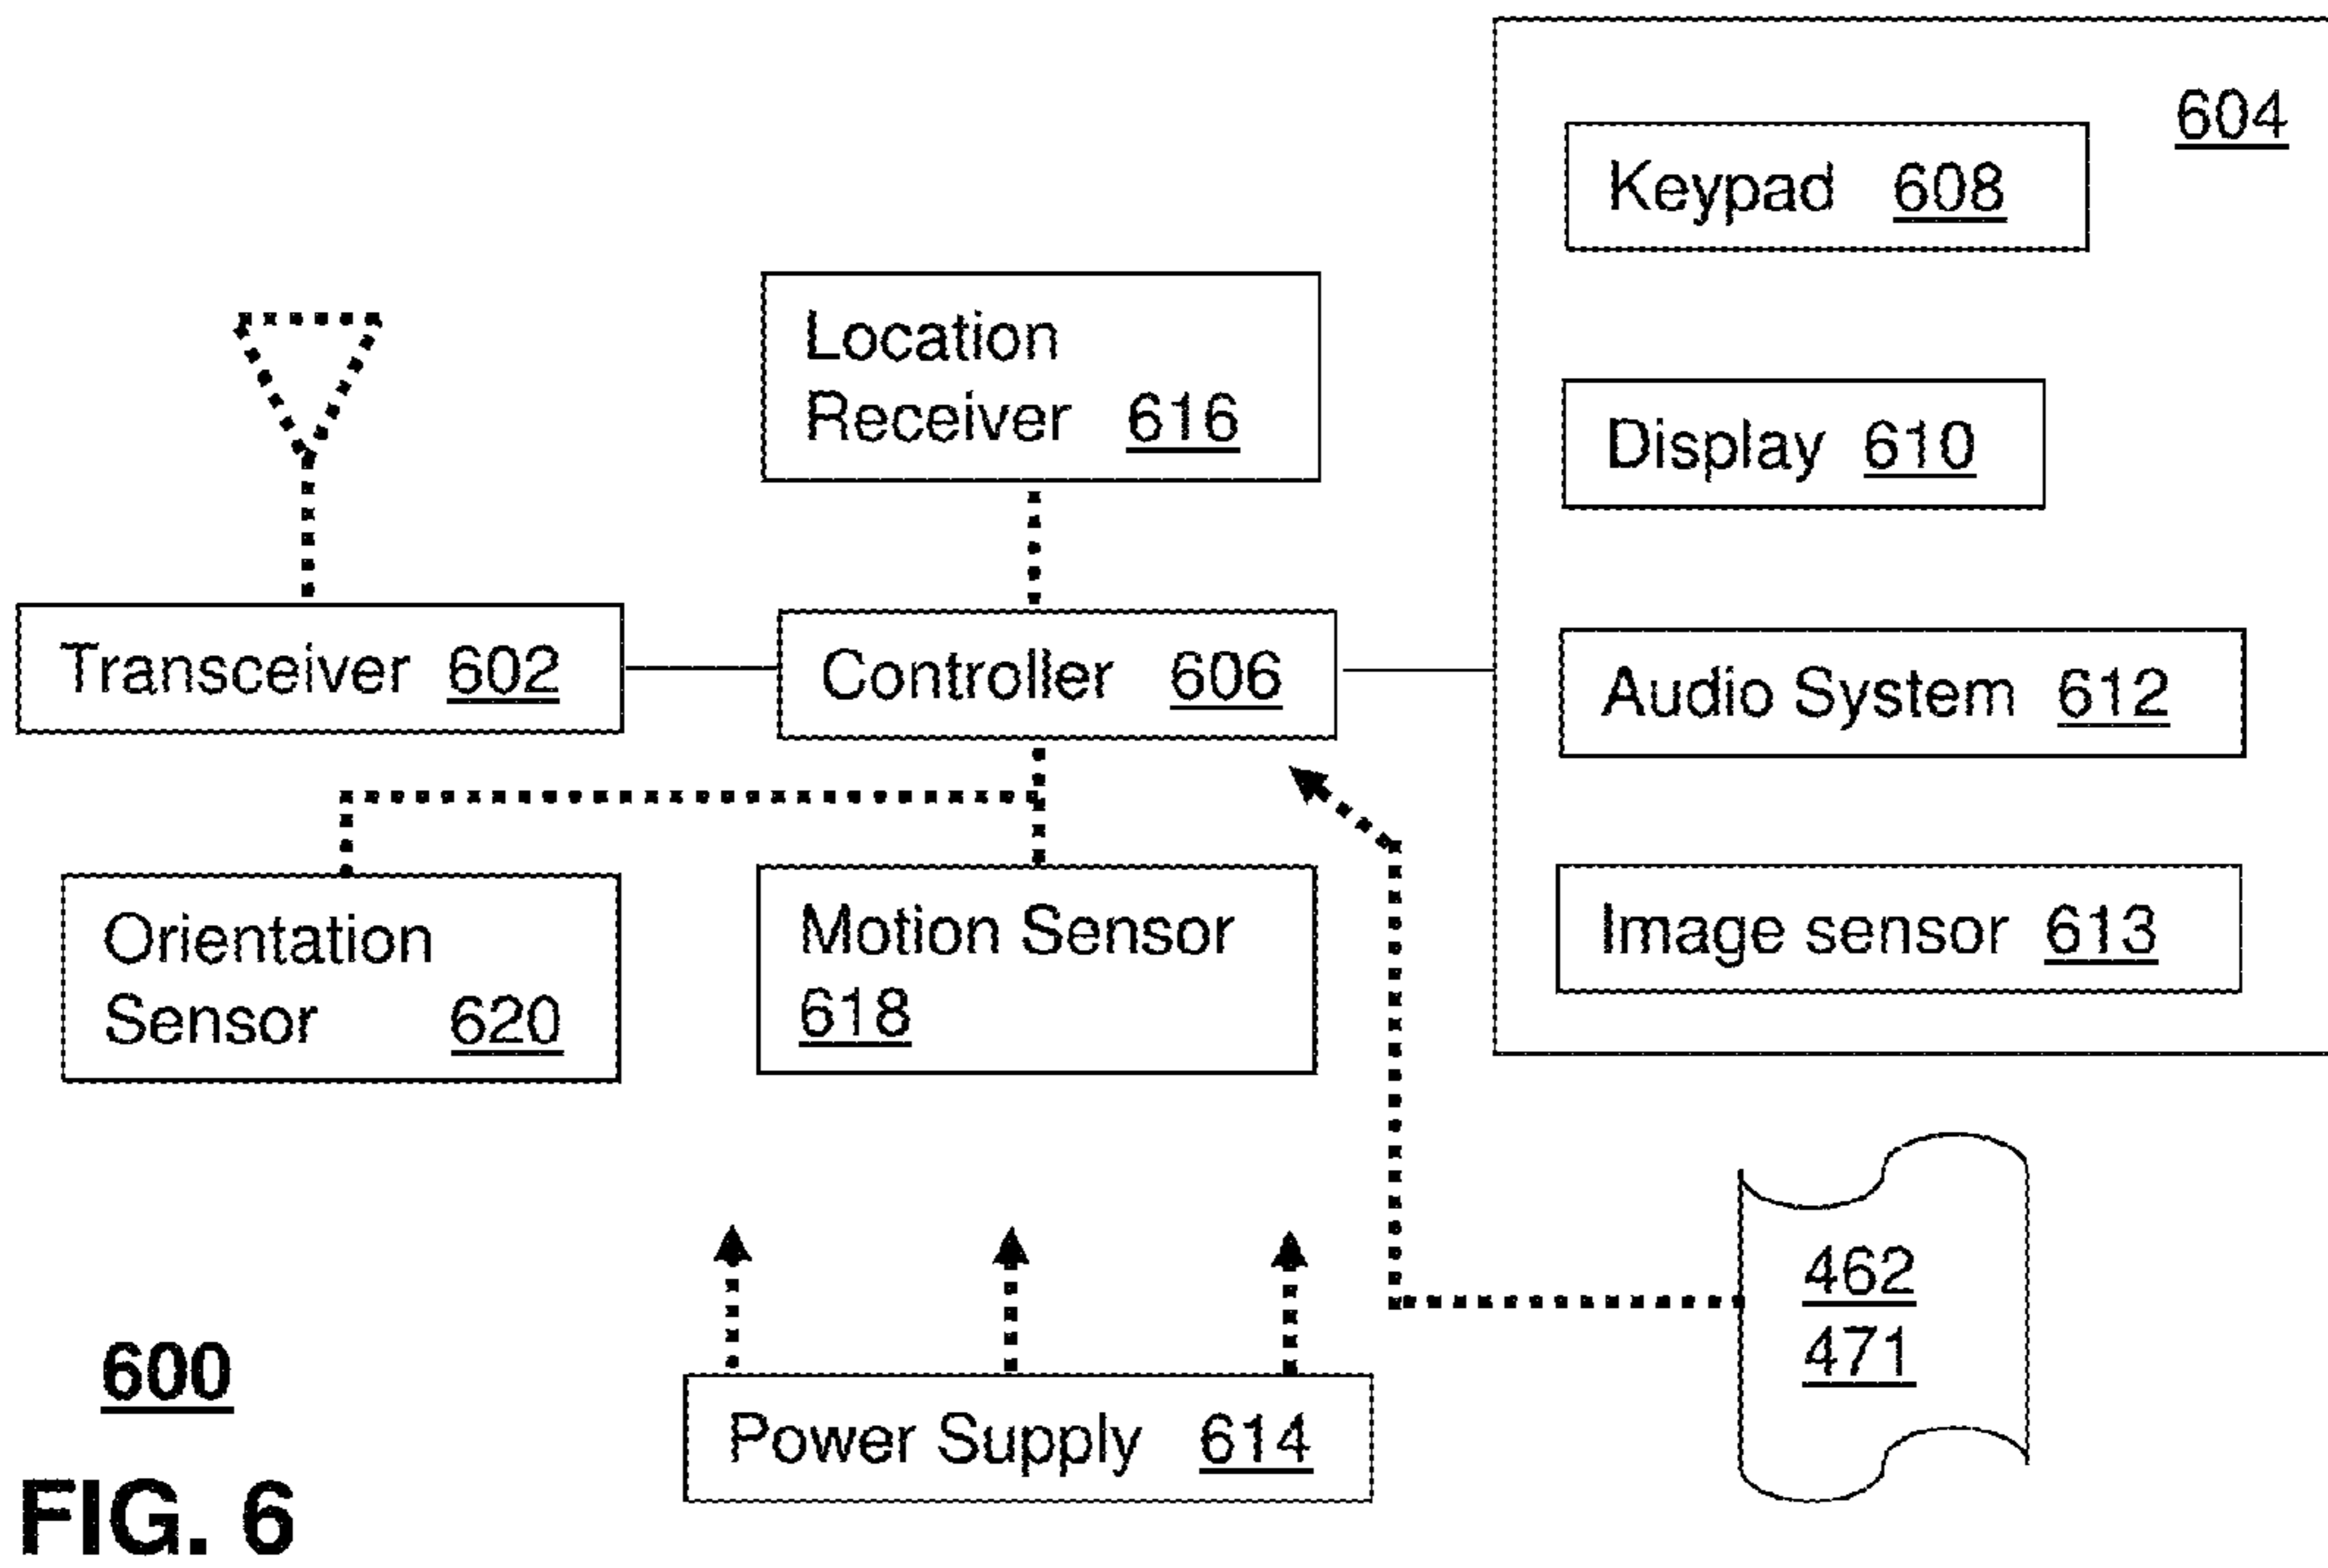 604
Keypad 608
Location
Receiver 616
Display 610
Transceiver 602
Controller 606
Audio System 612
Orientation
Sensor 620
Motion Sensor
618
Image sensor 613
462
471
600
Power Supply 614
FIG. 6